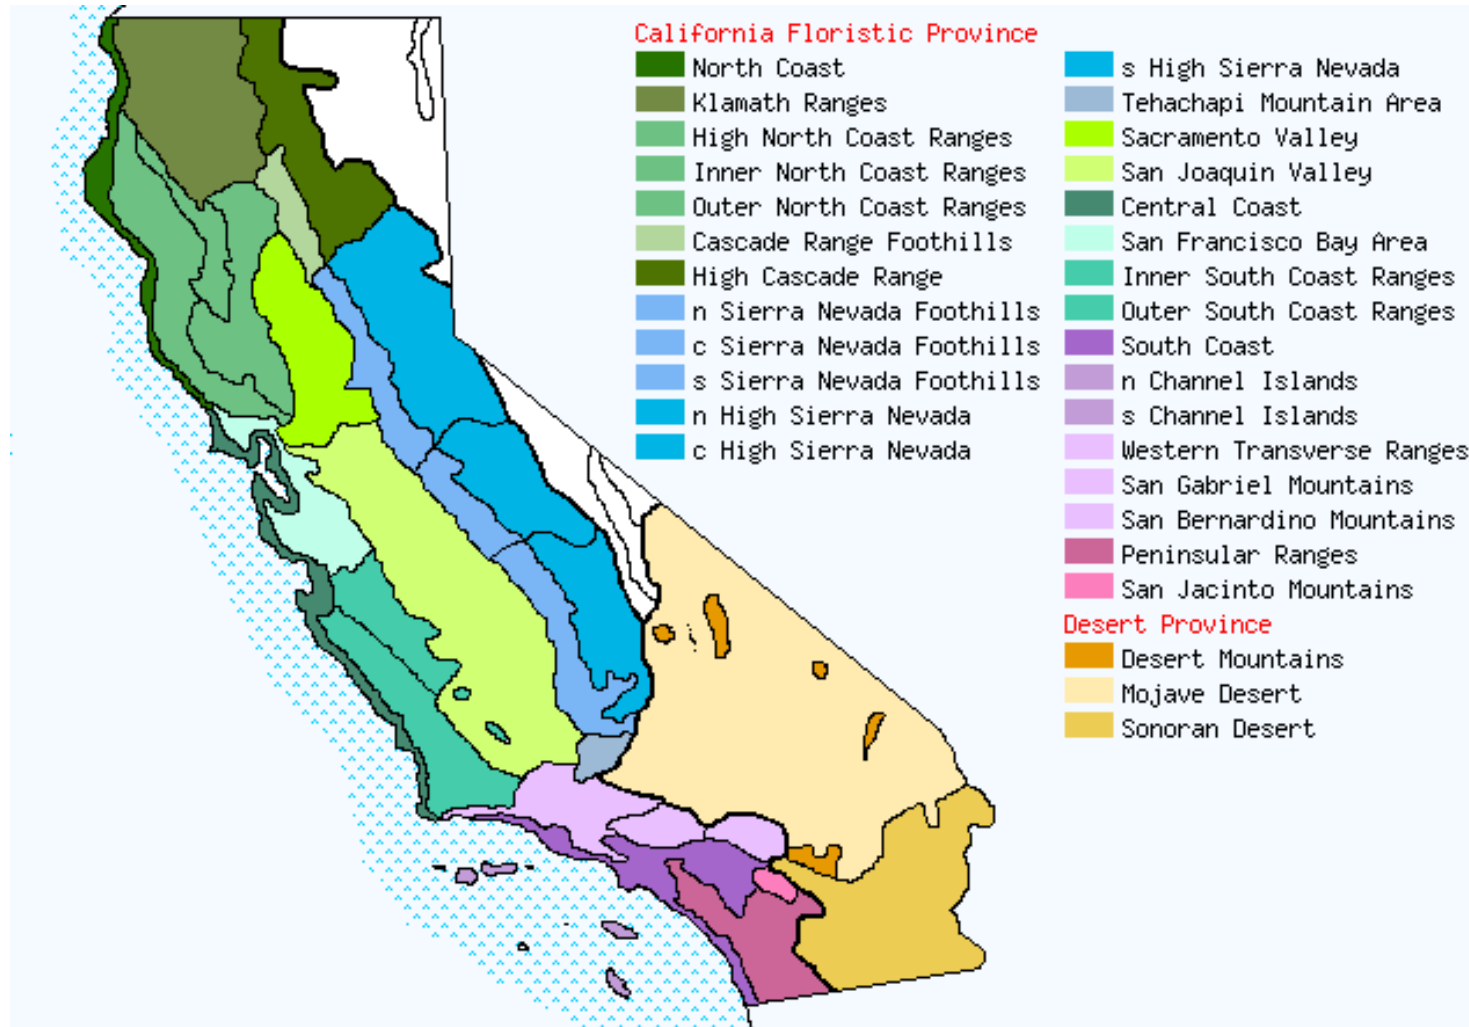 California Floristic Province
North Coast
Klamath Ranges
High North Coast Ranges
Inner North Coast Ranges
Outer North Coast Ranges
Cascade Range Foothills
High Cascade Range
n Sierra Nevada Foothills
c Sierra Nevada Foothills
s Sierra Nevada Foothills
n High Sierra Nevada
c High Sierra Nevada
s High Sierra Nevada
Tehachapi Mountain Area
Sacramento Valley
San Joaquin Valley
Central Coast
San Francisco Bay Area
Inner South Coast Ranges
Outer South Coast Ranges
South Coast
n Channel Islands
s Channel Islands
Western Transverse Ranges
San Gabriel Mountains
San Bernardino Mountains
Peninsular Ranges
San Jacinto Mountains
Desert Province
Desert Mountains
Mojave Desert
Sonoran Desert